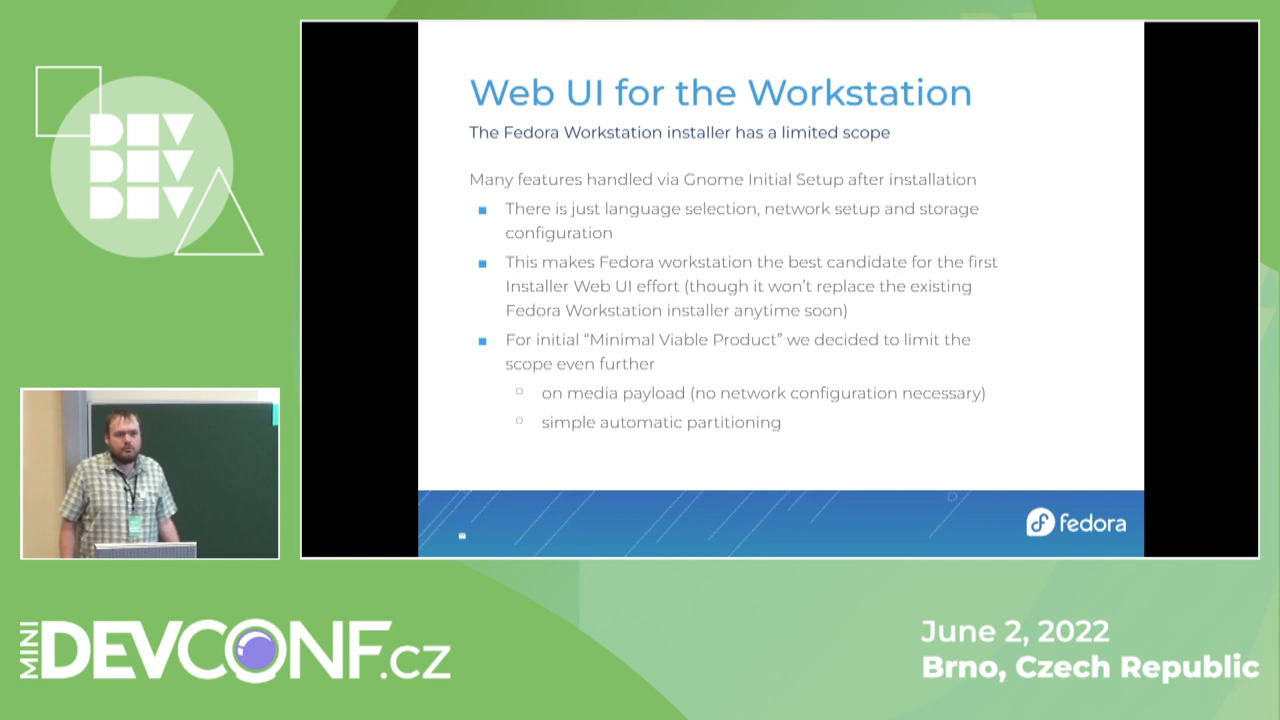 DEV
DEV
DEV
Web UI for the Workstation
The Fedora Workstation installer has a limited scope
Many features handled via Gnome Initial Setup after installation
There is just language selection, network setup and storage
configuration
This makes Fedora workstation the best candidate for the first
Installer Web UI effort (though it won't replace the existing
Fedora Workstation installer anytime soon)
For initial “Minimal Viable Product” we decided to limit the
scope even further
on media payload (no network configuration necessary)
simple automatic partitioning
fedora
MINI
DEVCONF.cz
June 2, 2022
Brno, Czech Republic